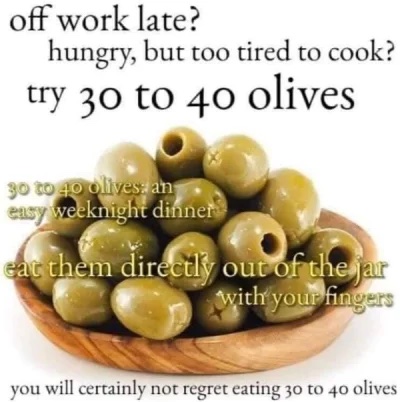 off work late?
hungry, but too tired to cook?
try 30 to 40 olives
30 to 40 olives: an
easy weeknight dinner
eat them directly out of the jar
with your fingers
you will certainly not regret eating 30 to 40 olives